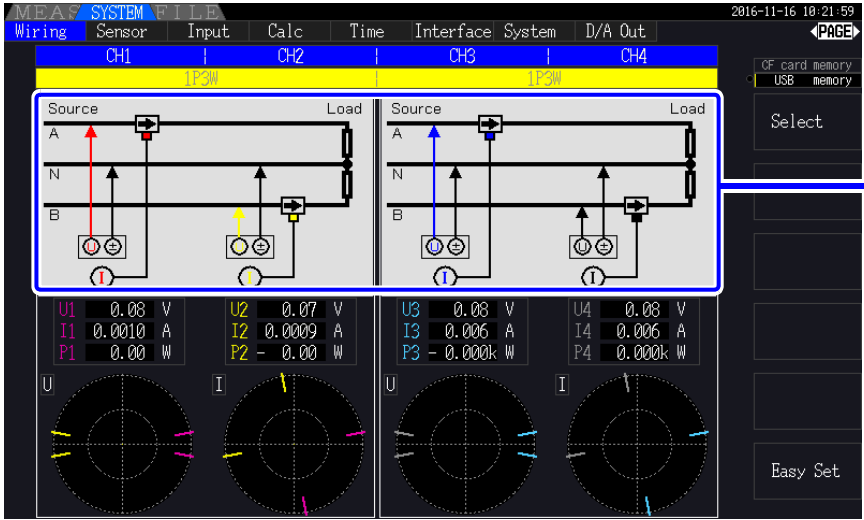 MEAS SYSTEM FILE 2016-11-16 10:21:59
Wiring Sensor Input Calc Time Interface System D/A Out PAGE
CH1 CH2 CH3 CH4
1P3W 1P3W
CF card memory
USB memory
Select
Source Load Source Load
A A
N N
B B
U ± U ± U ± U ±
I I I I
U1 0.08 V U2 0.07 V U3 0.08 V U4 0.08 V
I1 0.0010 A I2 0.0009 A I3 0.006 A I4 0.006 A
P1 0.00 W P2 - 0.00 W P3 - 0.000k W P4 0.000k W
U I U I
Easy Set